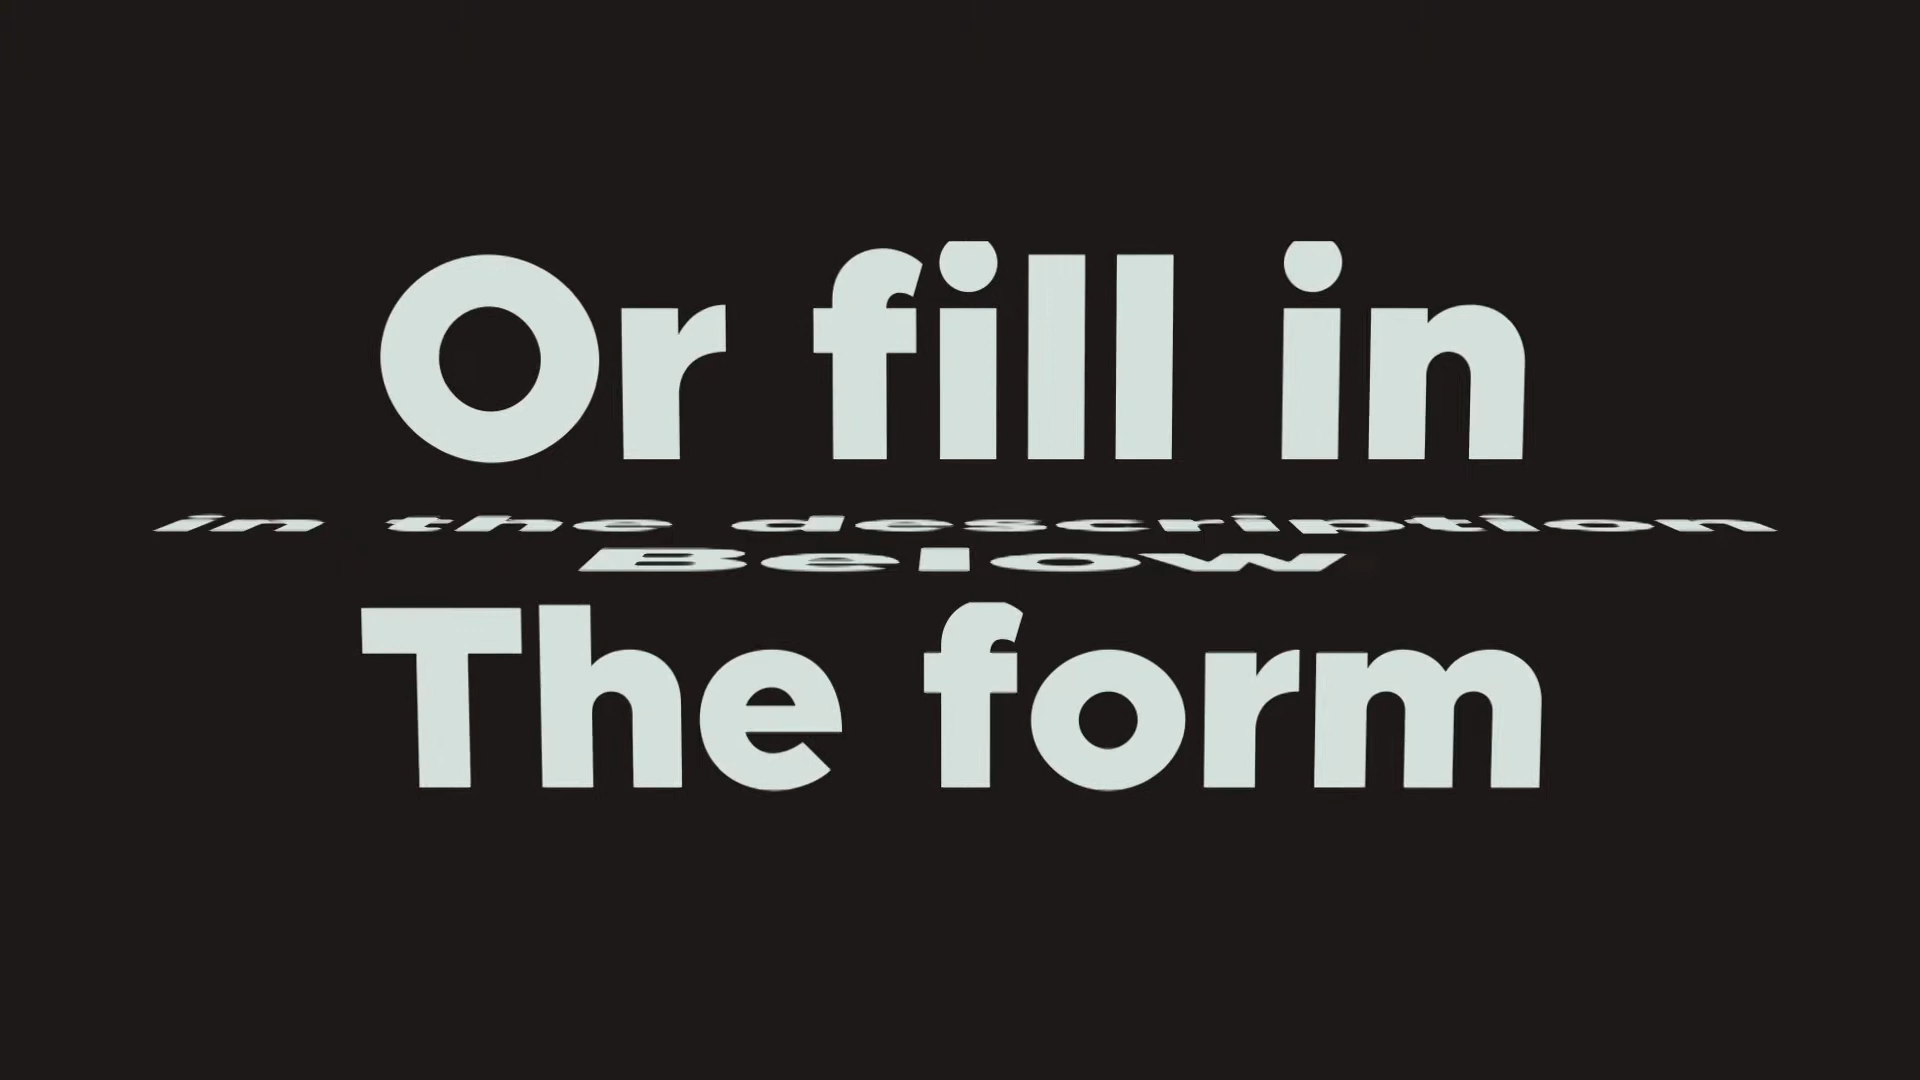 Or fill in
in the description
Below
The form